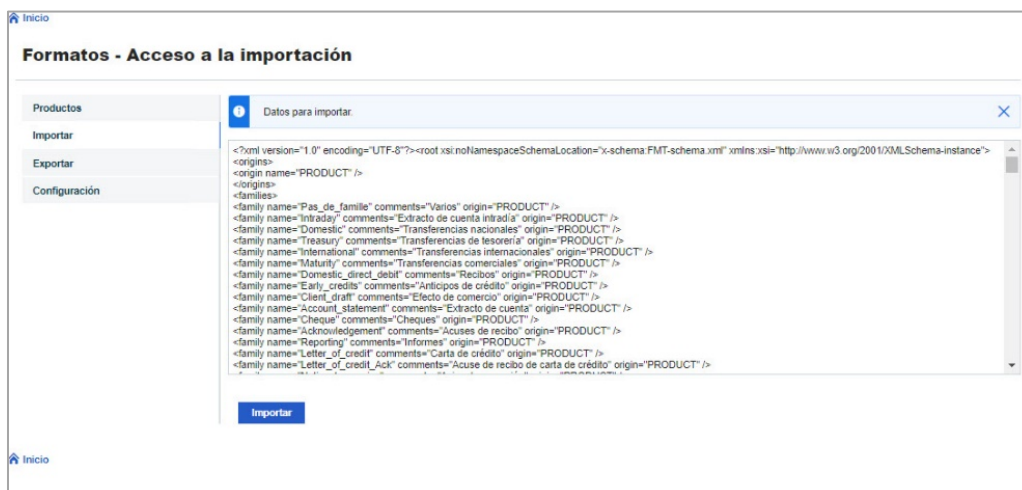 Inicio
Formatos - Acceso a la importación
Productos
Importar
Exportar
Configuración
Datos para importar.
<?xml version="1.0" encoding="UTF-8"?><root xsi:noNamespaceSchemaLocation="x-schema:FMT-schema.xml" xmlns:xsi="http://www.w3.org/2001/XMLSchema-instance">
<origins>
<origin name="PRODUCT" />
</origins>
<families>
<family name="Pas_de_famille" comments="Varios" origin="PRODUCT" />
<family name="Intraday" comments="Extracto de cuenta intradía" origin="PRODUCT" />
<family name="Domestic" comments="Transferencias nacionales" origin="PRODUCT" />
<family name="Treasury" comments="Transferencias de tesorería" origin="PRODUCT" />
<family name="International" comments="Transferencias internacionales" origin="PRODUCT" />
<family name="Maturity" comments="Transferencias comerciales" origin="PRODUCT" />
<family name="Domestic_direct_debit" comments="Recibos" origin="PRODUCT" />
<family name="Early_credits" comments="Anticipos de crédito" origin="PRODUCT" />
<family name="Client_draft" comments="Efecto de comercio" origin="PRODUCT" />
<family name="Account_statement" comments="Extracto de cuenta" origin="PRODUCT" />
<family name="Cheque" comments="Cheques" origin="PRODUCT" />
<family name="Acknowledgement" comments="Acuses de recibo" origin="PRODUCT" />
<family name="Reporting" comments="Informes" origin="PRODUCT" />
<family name="Letter_of_credit" comments="Carta de crédito" origin="PRODUCT" />
<family name="Letter_of_credit_Ack" comments="Acuse de recibo de carta de crédito" origin="PRODUCT" />
Importar
Inicio